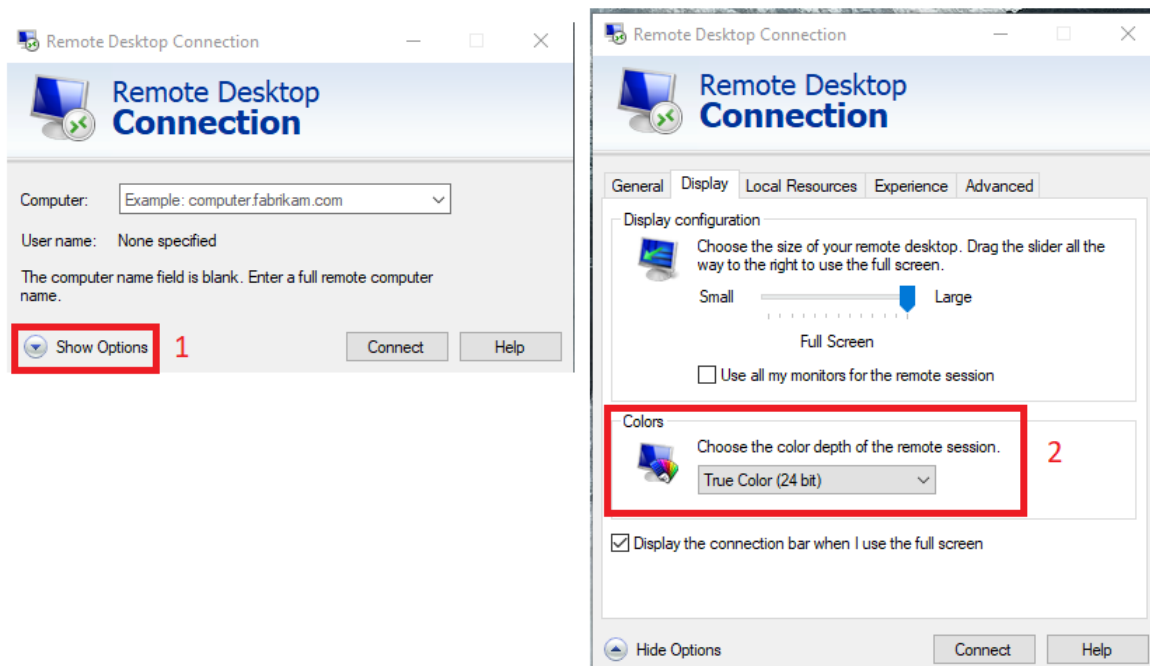 Remote Desktop Connection
Remote Desktop
Connection
Computer: Example: computer.fabrikam.com
User name: None specified
The computer name field is blank. Enter a full remote computer
name.
Show Options 1 Connect Help
Remote Desktop Connection
Remote Desktop
Connection
General Display Local Resources Experience Advanced
Display configuration
Choose the size of your remote desktop. Drag the slider all the
way to the right to use the full screen.
Small Large
Full Screen
Use all my monitors for the remote session
Colors
Choose the color depth of the remote session. 2
True Color (24 bit)
Display the connection bar when I use the full screen
Hide Options Connect Help